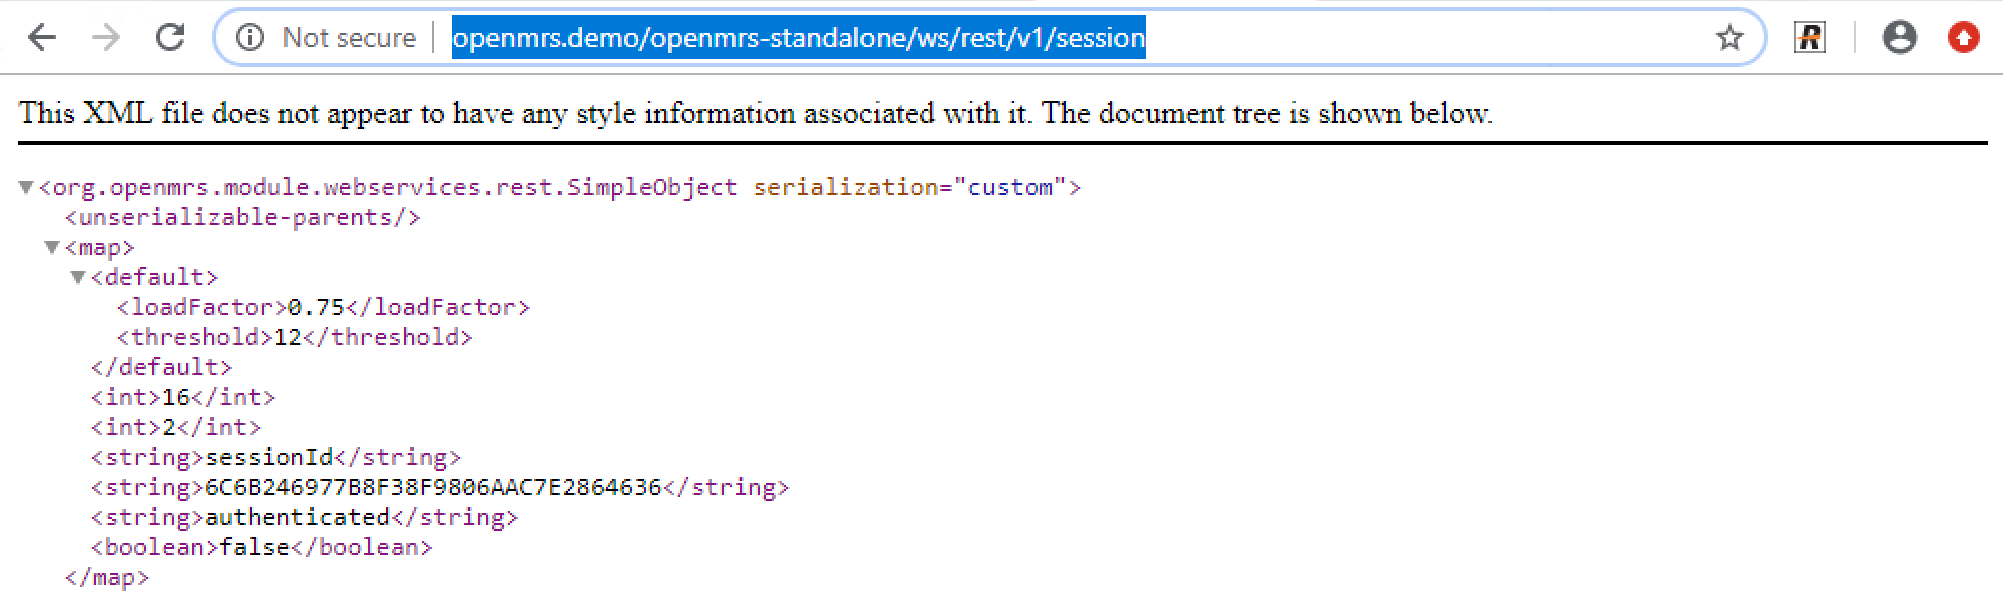 Not secure openmrs.demo/openmrs-standalone/ws/rest/v1/session
This XML file does not appear to have any style information associated with it. The document tree is shown below.
<org.openmrs.module.webservices.rest.SimpleObject serialization="custom">
<unserializable-parents/>
<map>
<default>
<loadFactor>0.75</loadFactor>
<threshold>12</threshold>
</default>
<int>16</int>
<int>2</int>
<string>sessionId</string>
<string>6C6B246977B8F38F9806AAC7E2864636</string>
<string>authenticated</string>
<boolean>false</boolean>
</map>